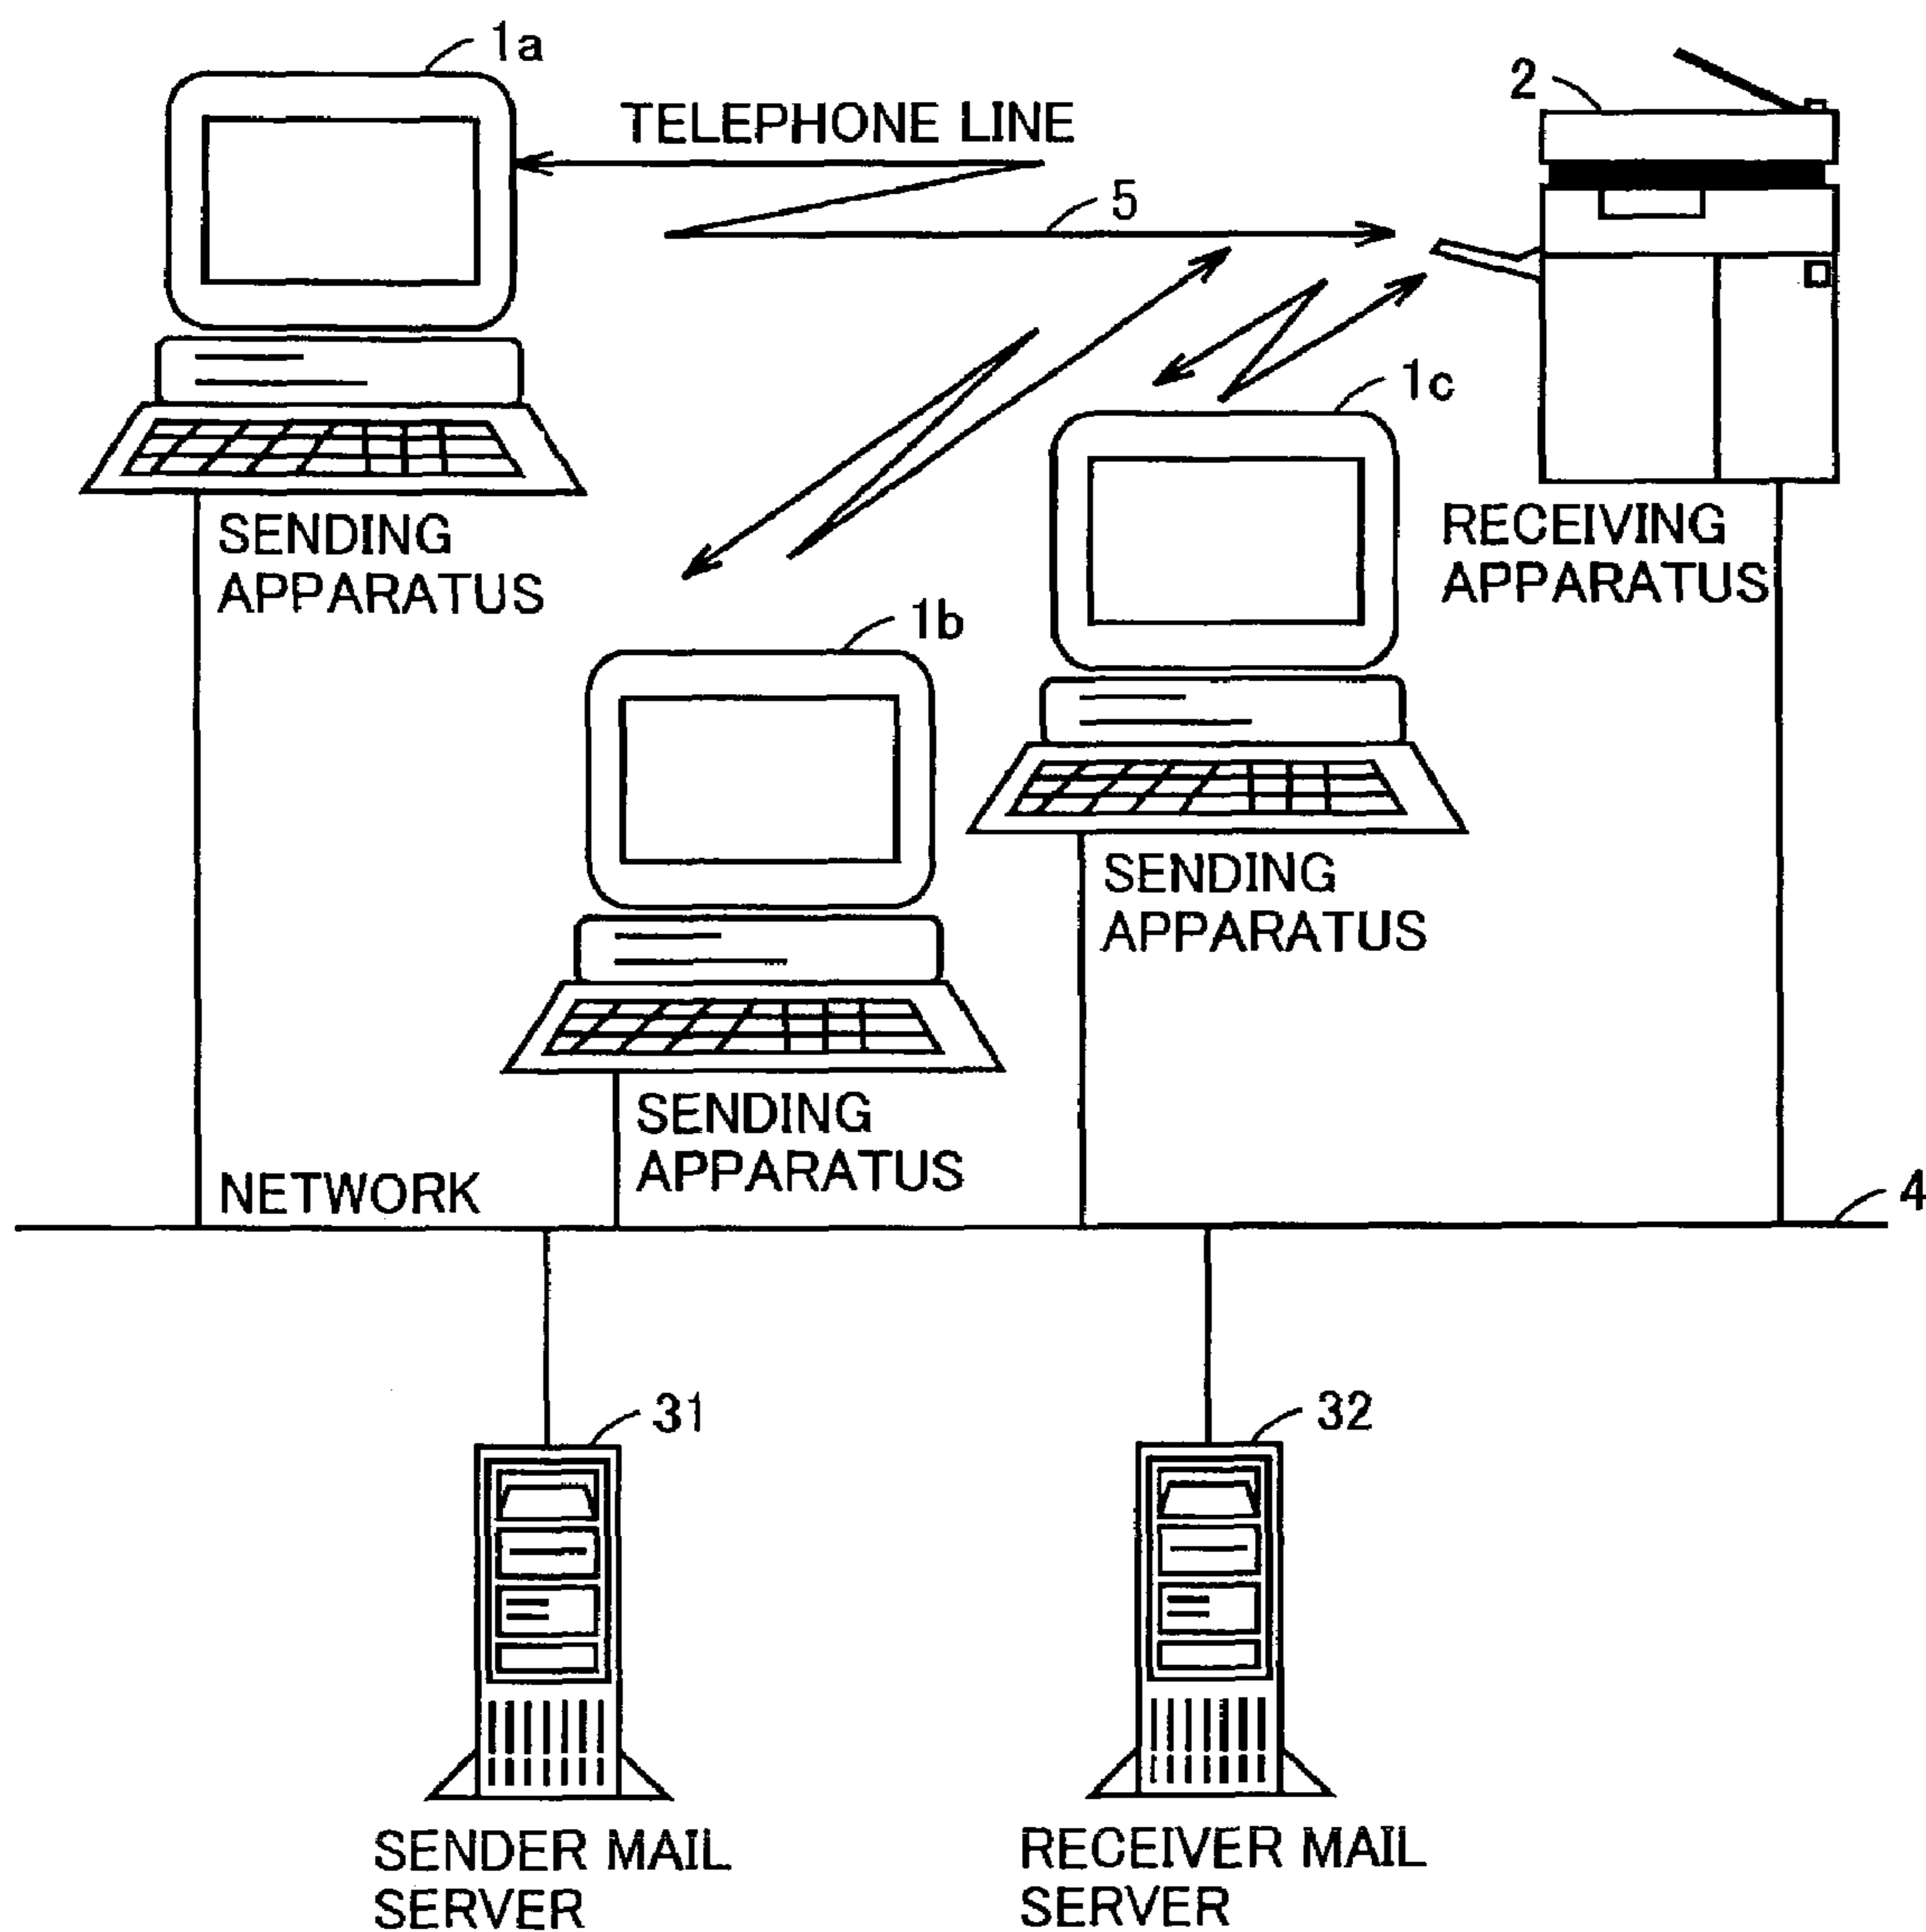 1a
TELEPHONE LINE
2
5
1c
SENDING
APPARATUS
RECEIVING
APPARATUS
1b
SENDING
APPARATUS
SENDING
APPARATUS
NETWORK
4
31
32
SENDER MAIL
SERVER
RECEIVER MAIL
SERVER